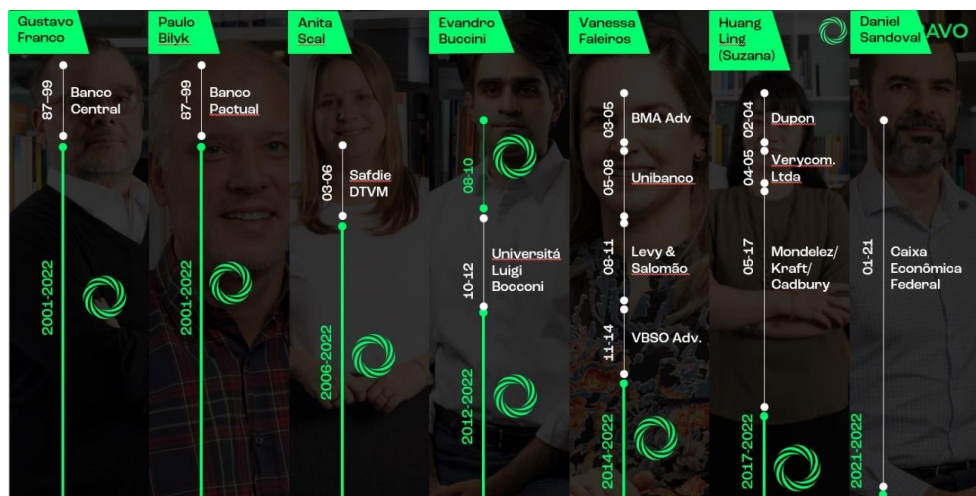 Gustavo
Franco
87-99
Banco
Central
2001-2022
Paulo
Bilyk
87-99
Banco
Pactual
2001-2022
Anita
Scal
03-06
Safdie
DTVM
2006-2022
Evandro
Buccini
08-10
10-12
Universitá
Luigi
Bocconi
2012-2022
Vanessa
Faleiros
03-05
BMA Adv
05-08
Unibanco
08-11
Levy &
Salomão
11-14
VBSO Adv.
2014-2022
Huang
Ling
(Suzana)
02-04
Dupon
04-05
Verycom.
Ltda
05-17
Mondelez/
Kraft/
Cadbury
2017-2022
Daniel
Sandoval
AVO
01-21
Caixa
Econômica
Federal
2021-2022